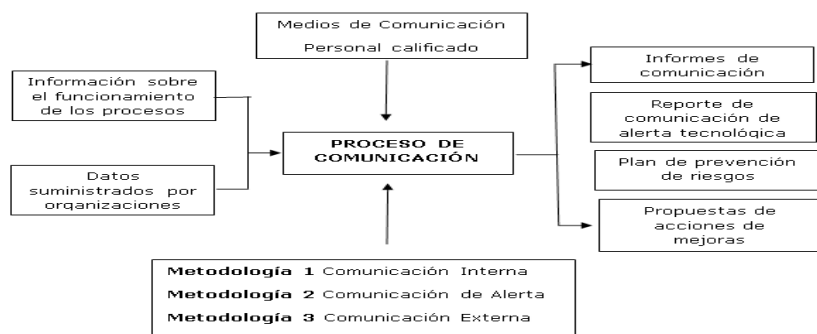 Medios de Comunicación
Personal calificado
Información sobre
el funcionamiento
de los procesos
Datos
suministrados por
organizaciones
PROCESO DE
COMUNICACIÓN
Informes de
comunicación
Reporte de
comunicación de
alerta tecnológica
Plan de prevención
de riesgos
Propuestas de
acciones de
mejoras
Metodología 1 Comunicación Interna
Metodología 2 Comunicación de Alerta
Metodología 3 Comunicación Externa